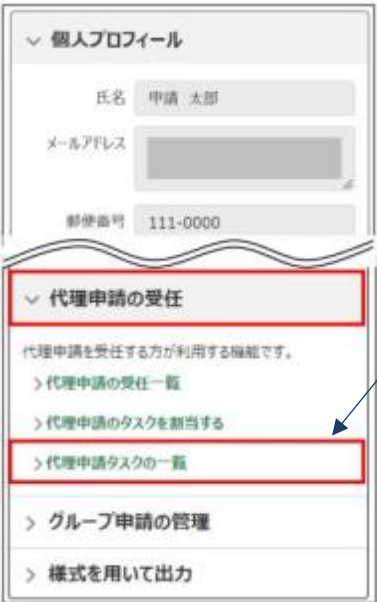 個人プロフィール
氏名 申請 太郎
メールアドレス
郵便番号 111-0000
代理申請の受任
代理申請を受任する方が利用する機能です。
>代理申請の受任一覧
>代理申請のタスクを割当する
>代理申請タスクの一覧
> グループ申請の管理
> 様式を用いて出力